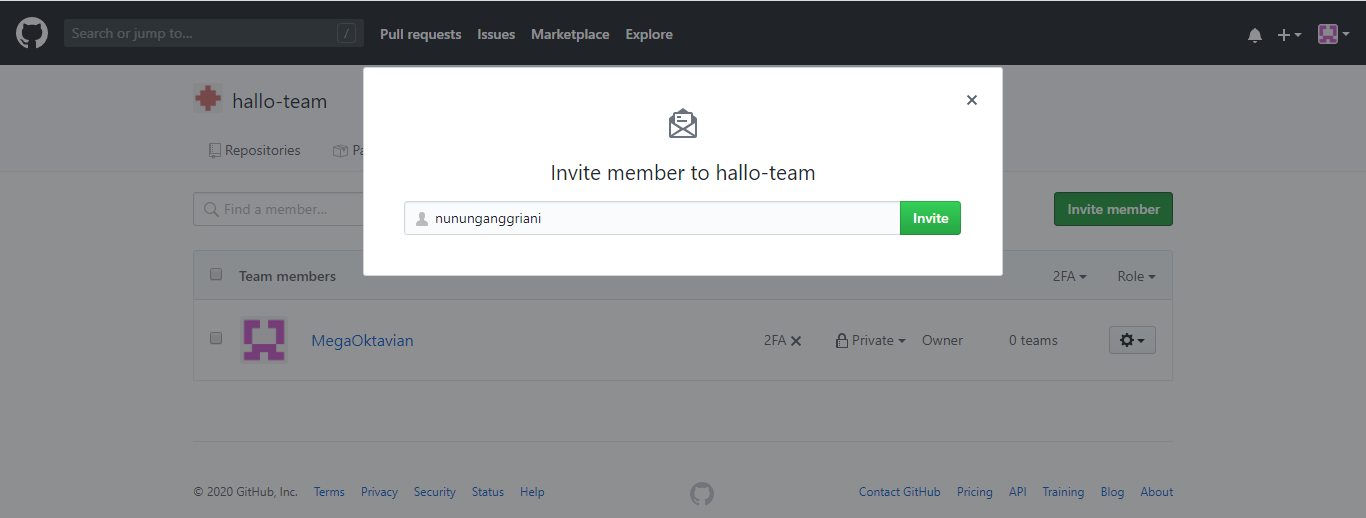 Search or jump to... /
Pull requests Issues Marketplace Explore
hallo-team
Repositories Pa
Invite member to hallo-team
nununganggriani Invite
Find a member... Invite member
Team members 2FA Role
MegaOktavian 2FA Private Owner 0 teams
© 2020 GitHub, Inc. Terms Privacy Security Status Help Contact GitHub Pricing API Training Blog About